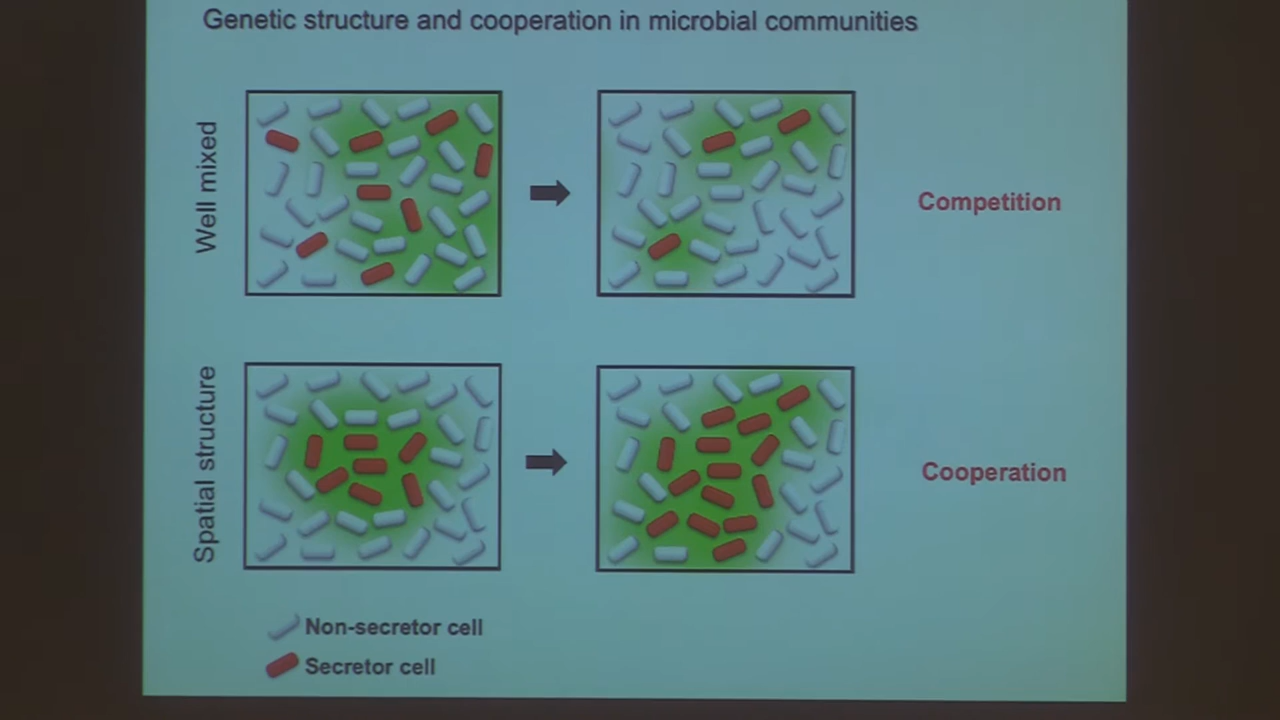 Genetic structure and cooperation in microbial communities
Well mixed
Competition
Spatial structure
Cooperation
Non-secretor cell
Secretor cell